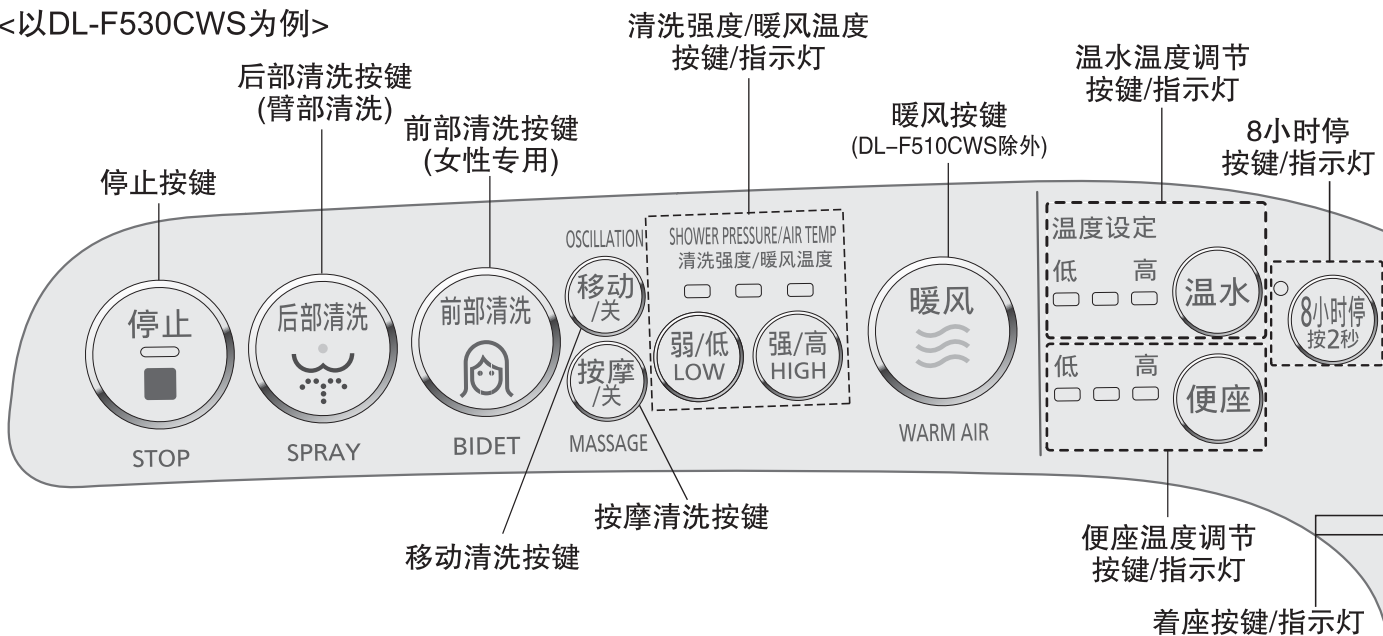 <以DL-F530CWS为例>
清洗强度/暖风温度
按键/指示灯
温水温度调节
按键/指示灯
后部清洗按键
(臂部清洗)
前部清洗按键
(女性专用)
暖风按键
(DL-F510CWS除外)
8小时停
按键/指示灯
停止按键
OSCILLATION
移动
/关
SHOWER PRESSURE/AIR TEMP
清洗强度/暖风温度
温度设定
低 高
温水
8小时停
按2秒
停止
后部清洗
前部清洗
按摩
/关
弱/低
LOW
强/高
HIGH
暖风
低 高
便座
STOP
SPRAY
BIDET
MASSAGE
WARM AIR
按摩清洗按键
移动清洗按键
便座温度调节
按键/指示灯
着座按键/指示灯